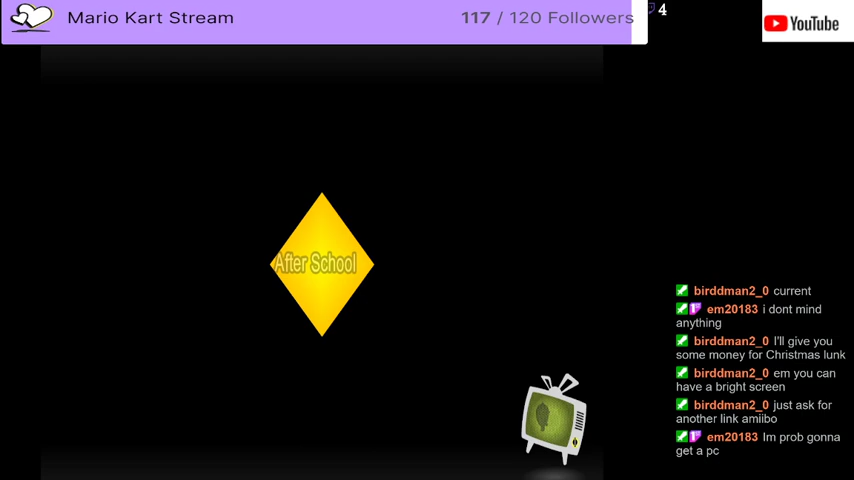 Mario Kart Stream
117 / 120 Followers
4
YouTube
After School
birddman2_0 current
em20183 i dont mind
anything
birddman2_0 I'll give you
some money for Christmas lunk
birddman2_0 em you can
have a bright screen
birddman2_0 just ask for
another link amiibo
em20183 Im prob gonna
get a pc